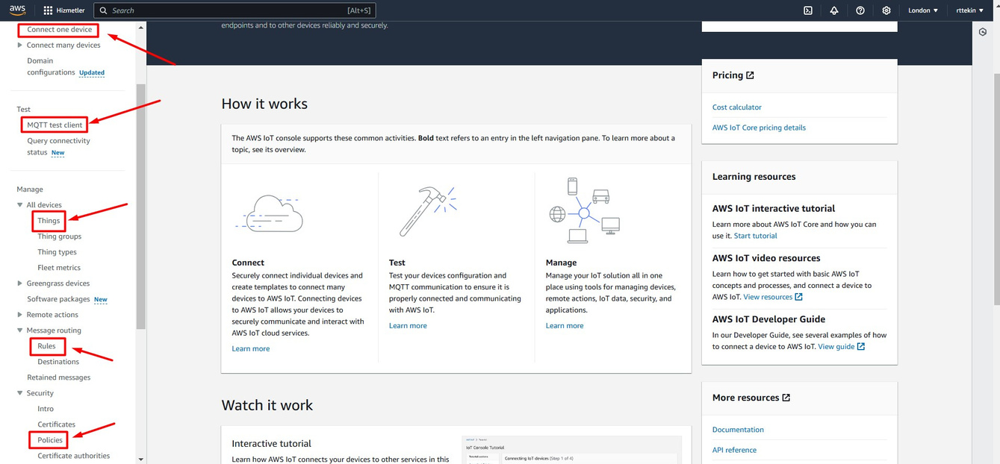 aws
Hizmetler
Search
[Alt+S]
London
rttekin
Connect one device
Connect many devices
Domain
configurations Updated
Test
MQTT test client
Query connectivity
status New
Manage
All devices
Things
Thing groups
Thing types
Fleet metrics
Greengrass devices
Software packages New
Remote actions
Message routing
Rules
Destinations
Retained messages
Security
Intro
Certificates
Policies
Certificate authorities
endpoints and to other devices reliably and securely.
How it works
The AWS IoT console supports these common activities. Bold text refers to an entry in the left navigation pane. To learn more about a
topic, see its overview.
Connect
Securely connect individual devices and
create templates to connect many
devices to AWS IoT. Connecting devices
to AWS IoT allows your devices to
securely communicate and interact with
AWS IoT cloud services.
Learn more
Test
Test your devices configuration and
MQTT communication to ensure it is
properly connected and communicating
with AWS IoT.
Learn more
Manage
Manage your IoT solution all in one
place using tools for managing devices,
remote actions, IoT data, security, and
applications.
Learn more
Watch it work
Interactive tutorial
Learn how AWS IoT connects your devices to other services in this
IoT Console Tutorial
Connecting IoT devices (Step 1 of 4)
Pricing
Cost calculator
AWS IoT Core pricing details
Learning resources
AWS IoT interactive tutorial
Learn more about AWS IoT Core and how you can
use it. Start tutorial
AWS IoT video resources
Learn how to get started with basic AWS IoT
concepts and processes, and connect a device to
AWS IoT. View resources
AWS IoT Developer Guide
In our Developer Guide, see several examples of how
to connect a device to AWS IoT. View guide
More resources
Documentation
API reference